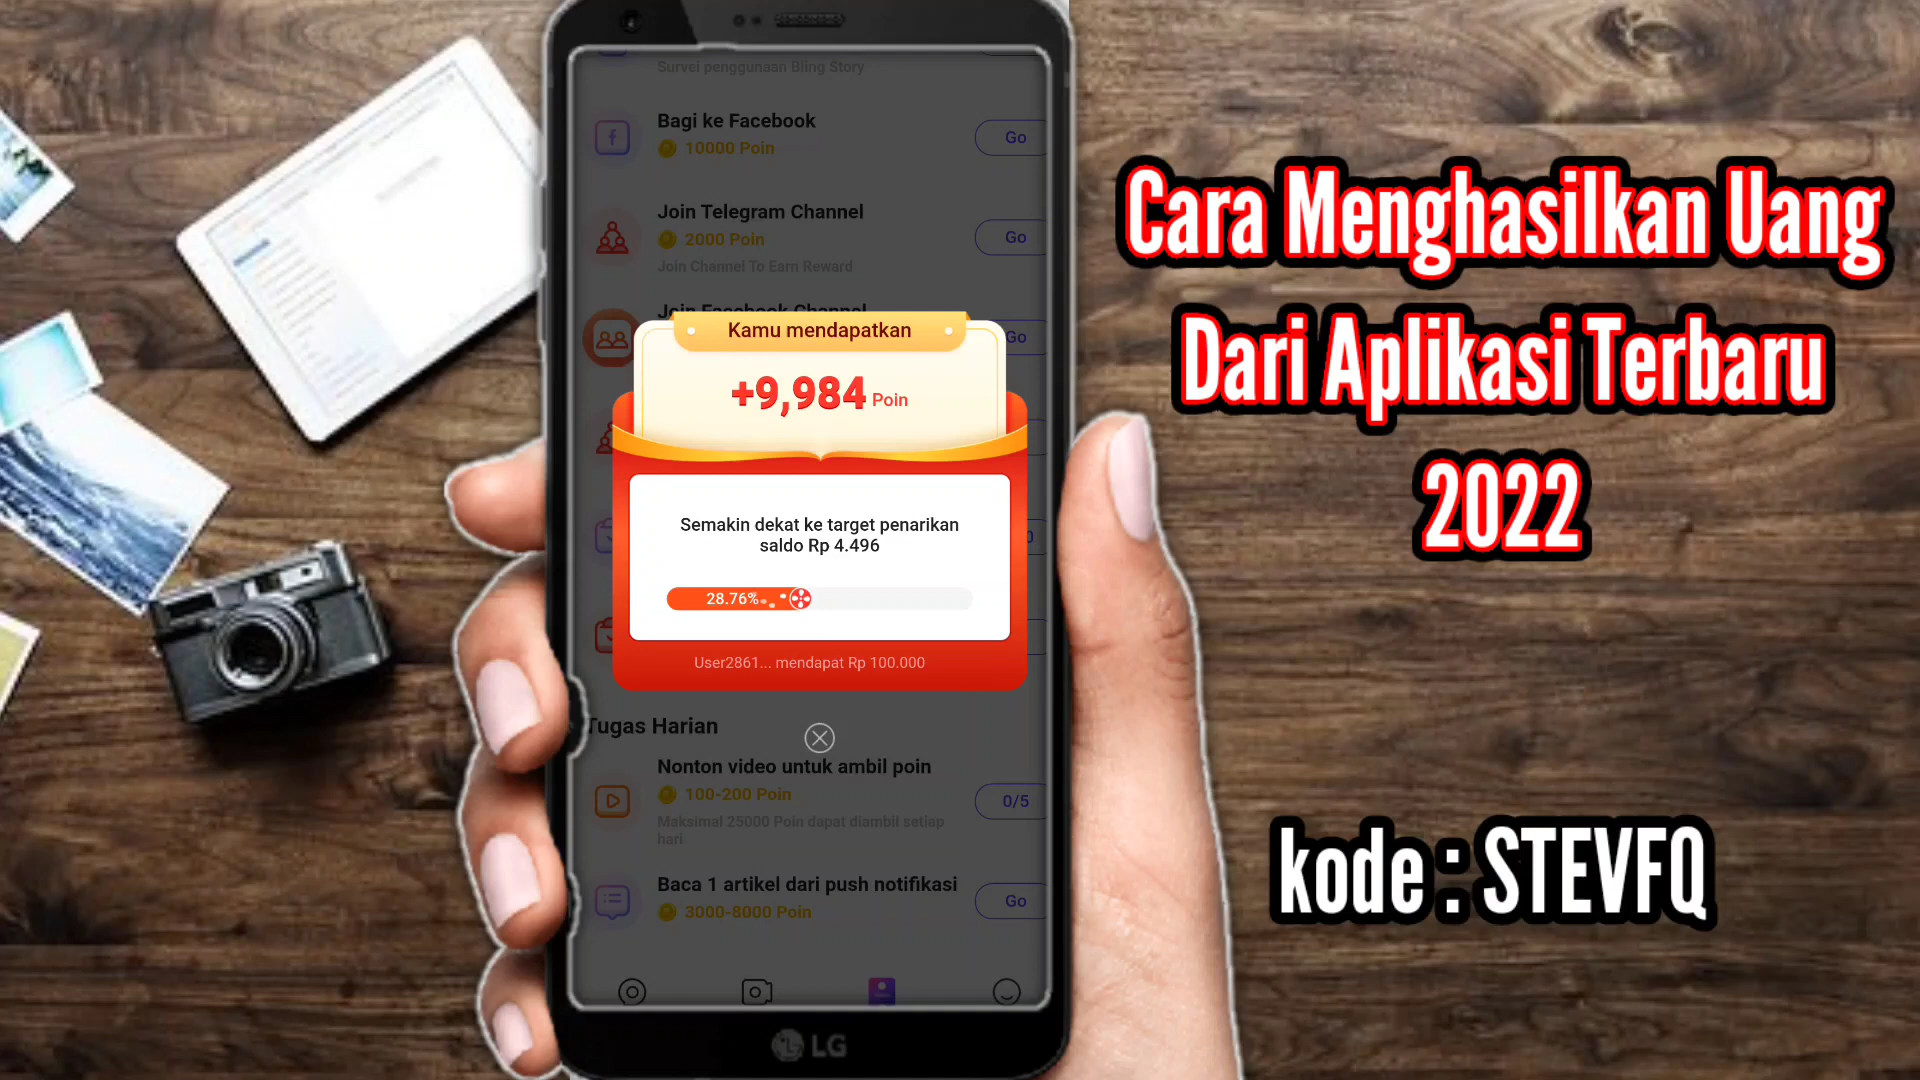 Survei penggunaan Bling Story
Bagi ke Facebook
10000 Poin
Go
Join Telegram Channel
2000 Poin
Go
Join Channel To Earn Reward
Join Facebook Channel
Go
Kamu mendapatkan
+9,984 Poin
Semakin dekat ke target penarikan
saldo Rp 4.496
28.76%
User2861... mendapat Rp 100.000
Tugas Harian
Nonton video untuk ambil poin
100-200 Poin
0/5
Maksimal 25000 Poin dapat diambil setiap
hari
Baca 1 artikel dari push notifikasi
3000-8000 Poin
Go
LG
Cara Menghasilkan Uang
Dari Aplikasi Terbaru
2022
kode : STEVFQ